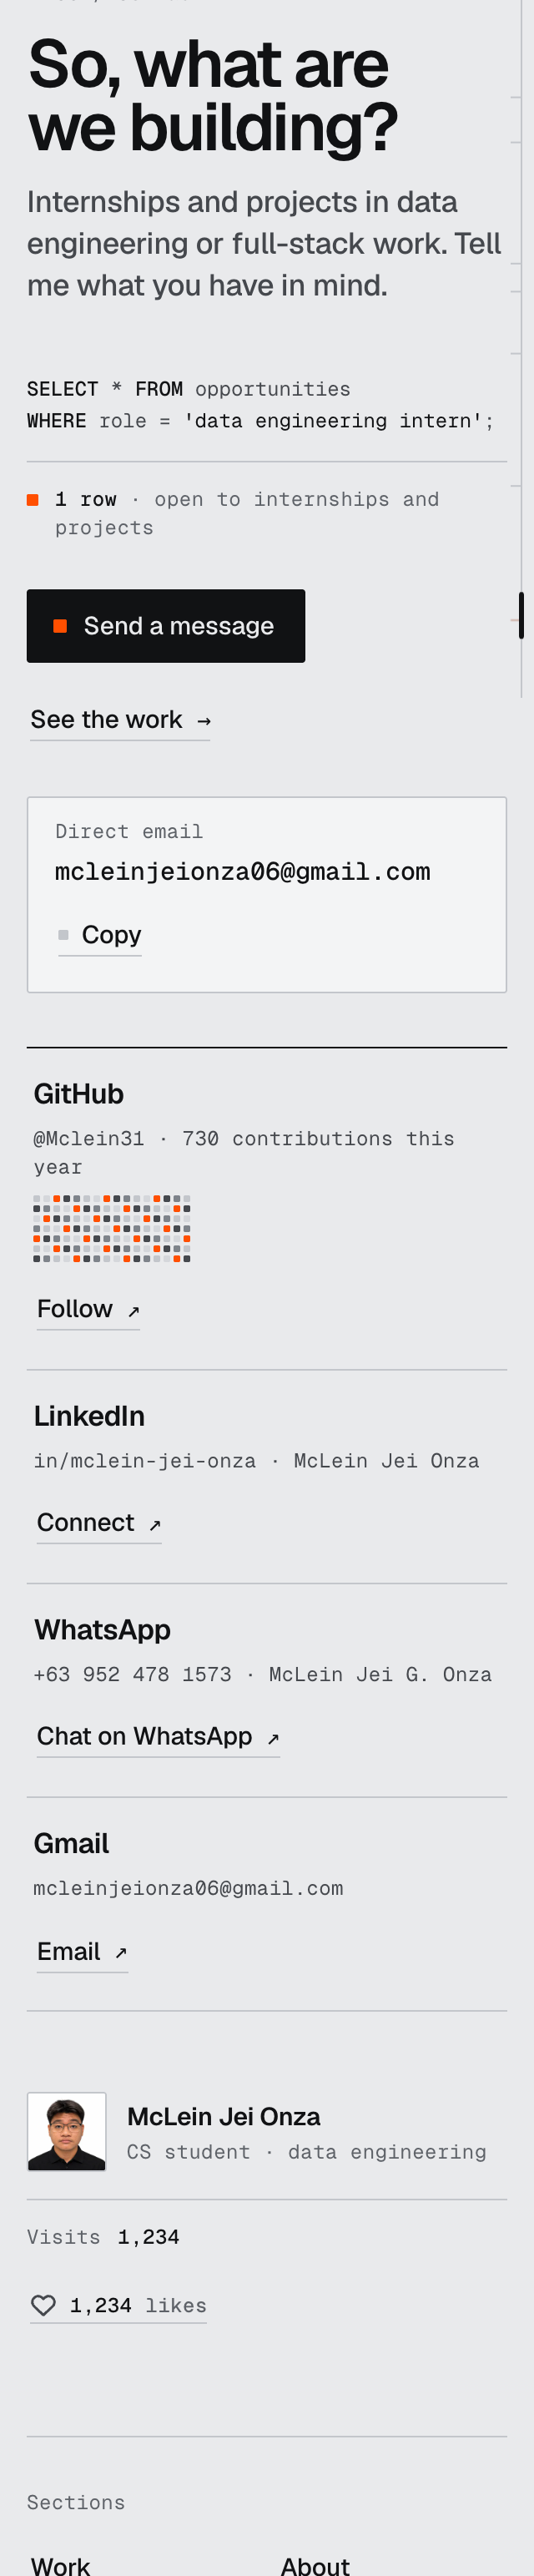 So, what are
we building?
Internships and projects in data
engineering or full-stack work. Tell
me what you have in mind.
SELECT * FROM opportunities
WHERE role = 'data engineering intern';
1 row · open to internships and
projects
Send a message
See the work →
Direct email
mcleinjeionza06@gmail.com
Copy
GitHub
@Mclein31 · 730 contributions this
year
Follow ↗
LinkedIn
in/mclein-jei-onza · McLein Jei Onza
Connect ↗
WhatsApp
+63 952 478 1573 · McLein Jei G. Onza
Chat on WhatsApp ↗
Gmail
mcleinjeionza06@gmail.com
Email ↗
McLein Jei Onza
CS student · data engineering
Visits 1,234
1,234 likes
Sections
Work About